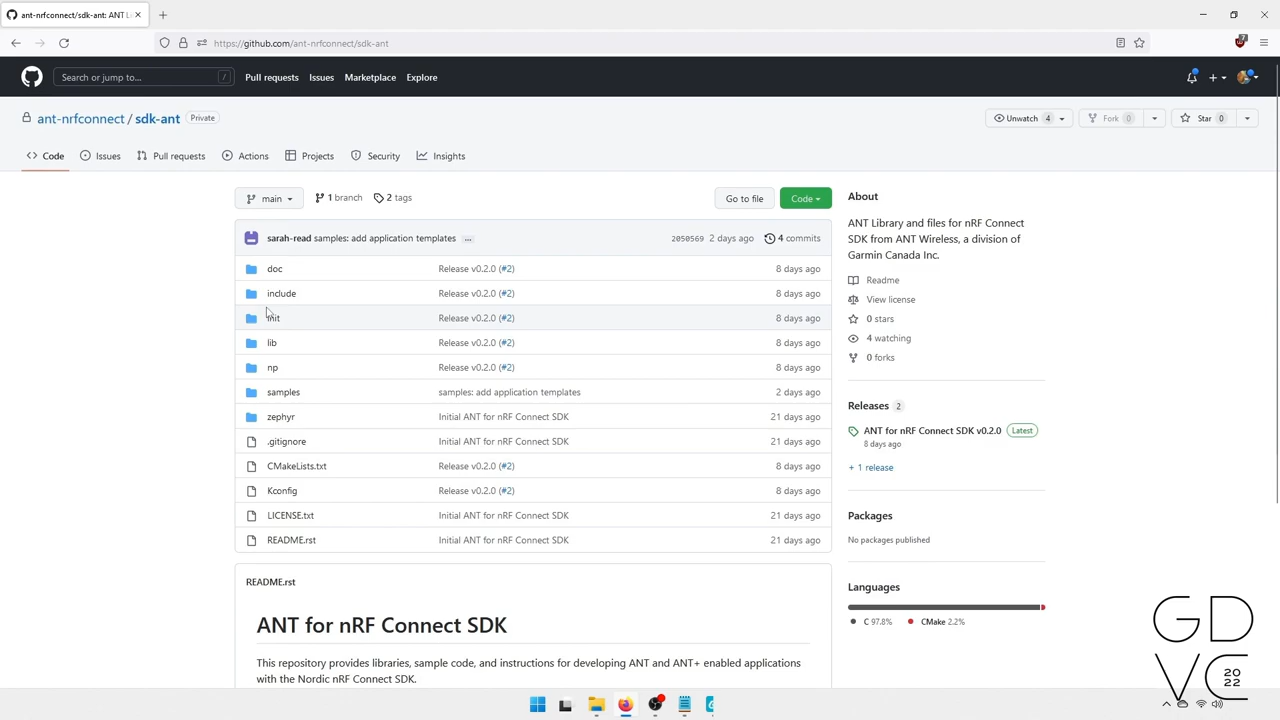 ant-nrfconnect/sdk-ant: ANT L
https://github.com/ant-nrfconnect/sdk-ant
7
Search or jump to...
/
Pull requests
Issues
Marketplace
Explore
ant-nrfconnect / sdk-ant
Private
Unwatch 4
Fork 0
Star 0
Code
Issues
Pull requests
Actions
Projects
Security
Insights
main
1 branch
2 tags
Go to file
Code
sarah-read samples: add application templates ... 2050569 2 days ago 4 commits
doc Release v0.2.0 (#2) 8 days ago
include Release v0.2.0 (#2) 8 days ago
init Release v0.2.0 (#2) 8 days ago
lib Release v0.2.0 (#2) 8 days ago
np Release v0.2.0 (#2) 8 days ago
samples samples: add application templates 2 days ago
zephyr Initial ANT for nRF Connect SDK 21 days ago
.gitignore Initial ANT for nRF Connect SDK 21 days ago
CMakeLists.txt Release v0.2.0 (#2) 8 days ago
Kconfig Release v0.2.0 (#2) 8 days ago
LICENSE.txt Initial ANT for nRF Connect SDK 21 days ago
README.rst Initial ANT for nRF Connect SDK 21 days ago
README.rst
ANT for nRF Connect SDK
This repository provides libraries, sample code, and instructions for developing ANT and ANT+ enabled applications
with the Nordic nRF Connect SDK.
About
ANT Library and files for nRF Connect
SDK from ANT Wireless, a division of
Garmin Canada Inc.
Readme
View license
0 stars
4 watching
0 forks
Releases 2
ANT for nRF Connect SDK v0.2.0 Latest
8 days ago
+ 1 release
Packages
No packages published
Languages
C 97.8%
CMake 2.2%
GD
VC
2022